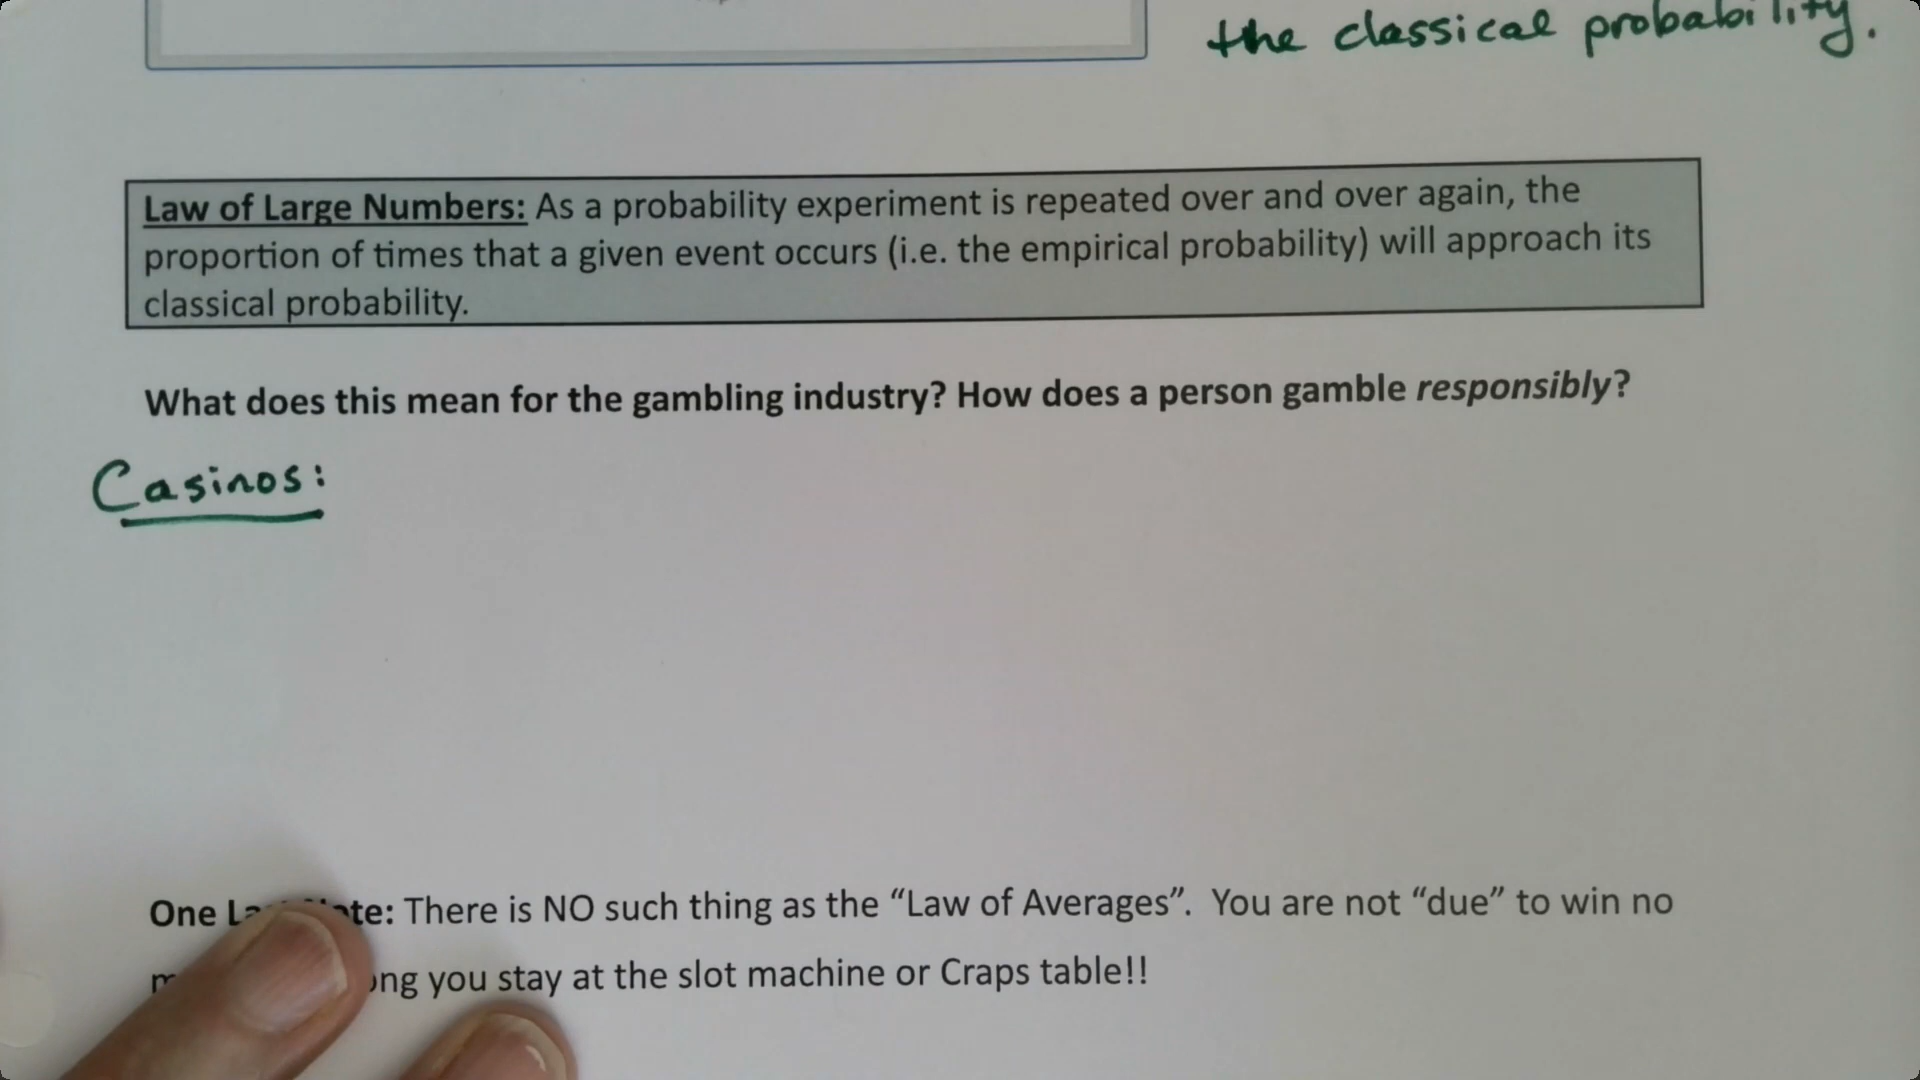 the classical probability.
Law of Large Numbers: As a probability experiment is repeated over and over again, the
proportion of times that a given event occurs (i.e. the empirical probability) will approach its
classical probability.
What does this mean for the gambling industry? How does a person gamble responsibly?
Casinos:
One te: There is NO such thing as the “Law of Averages”. You are not “due” to win no
you stay at the slot machine or Craps table!!